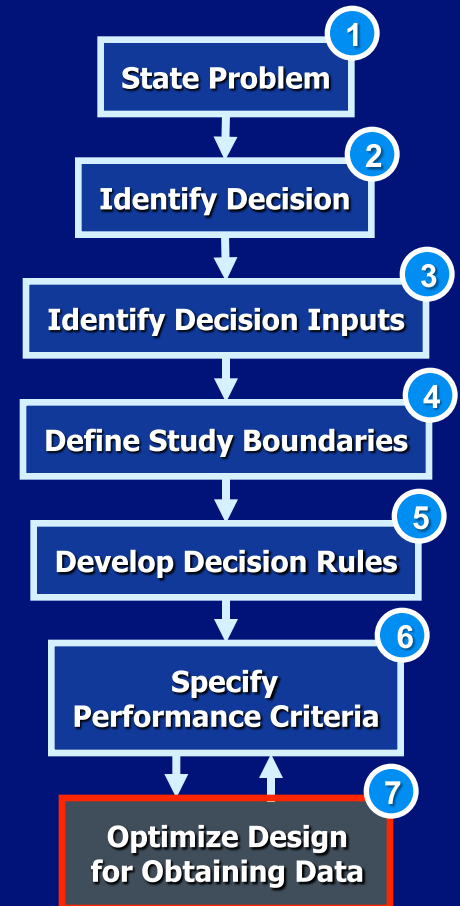 1
State Problem
2
Identify Decision
3
Identify Decision Inputs
4
Define Study Boundaries
5
Develop Decision Rules
6
Specify
Performance Criteria
7
Optimize Design
for Obtaining Data